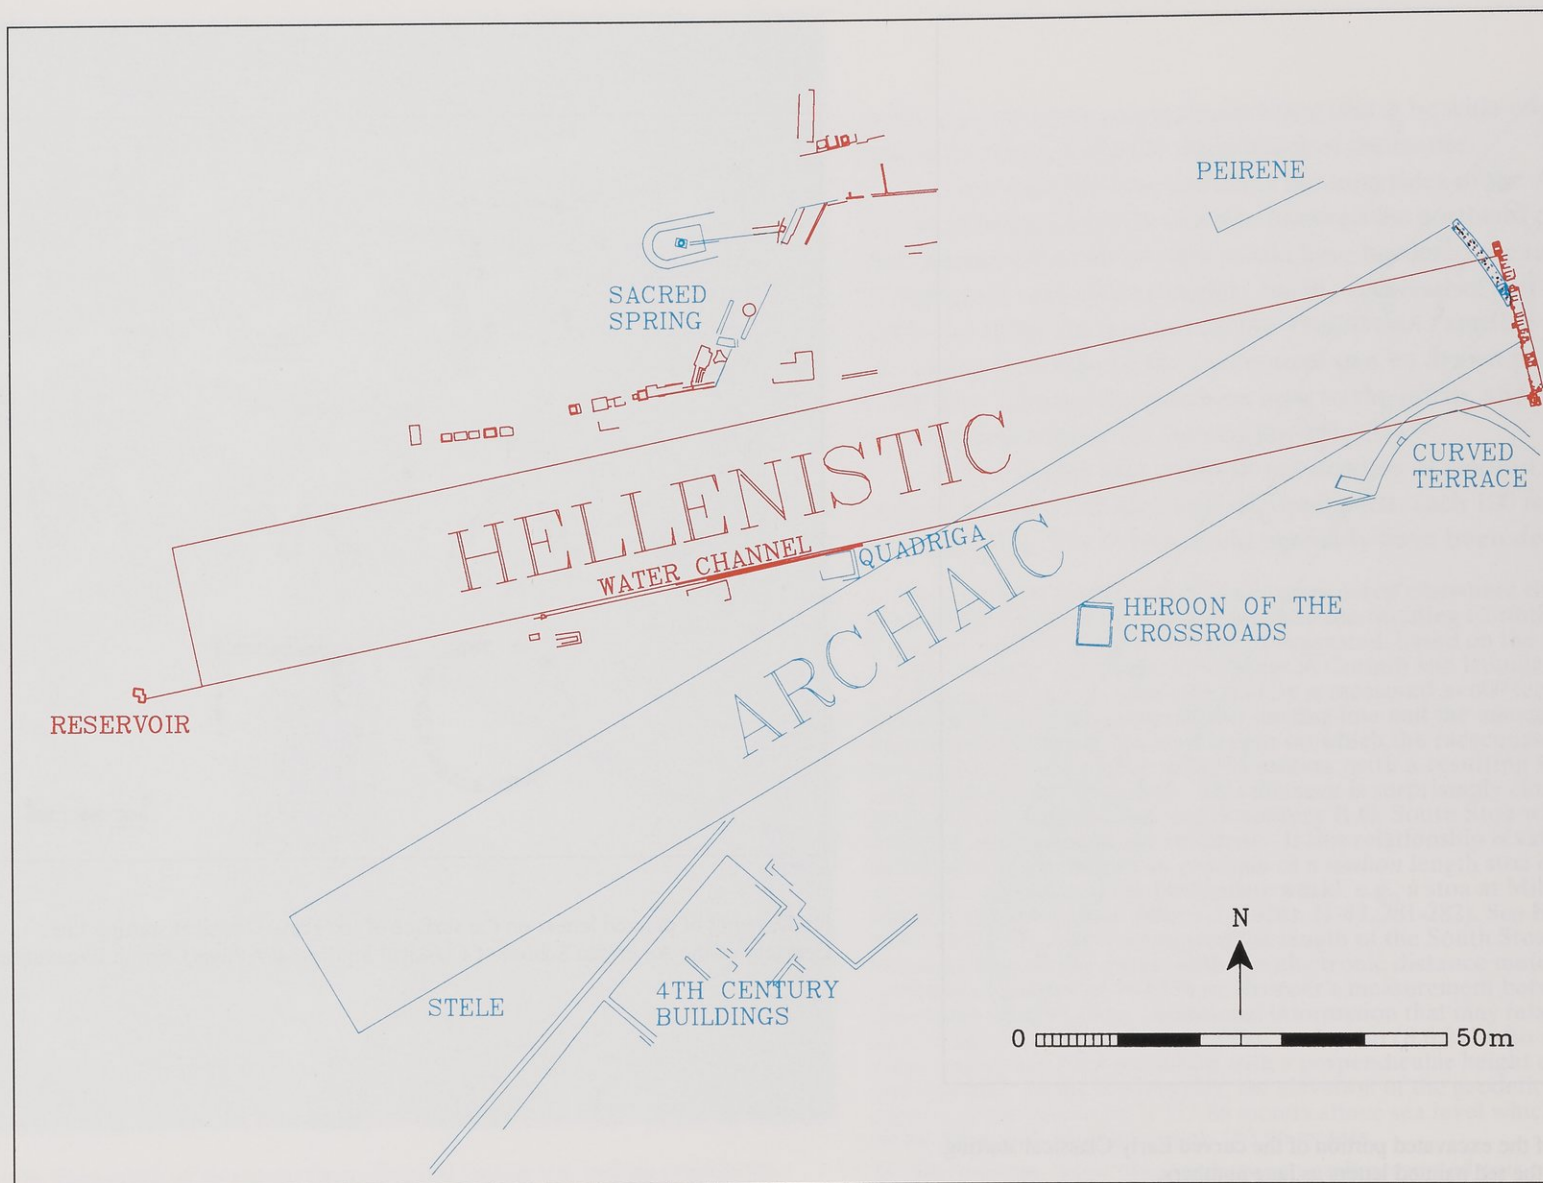 PEIRENE
SACRED
SPRING
HELLENISTIC
CURVED
TERRACE
WATER CHANNEL
QUADRIGA
ARCHAIC
HEROON OF THE
CROSSROADS
RESERVOIR
STELE
4TH CENTURY
BUILDINGS
N
0 50m